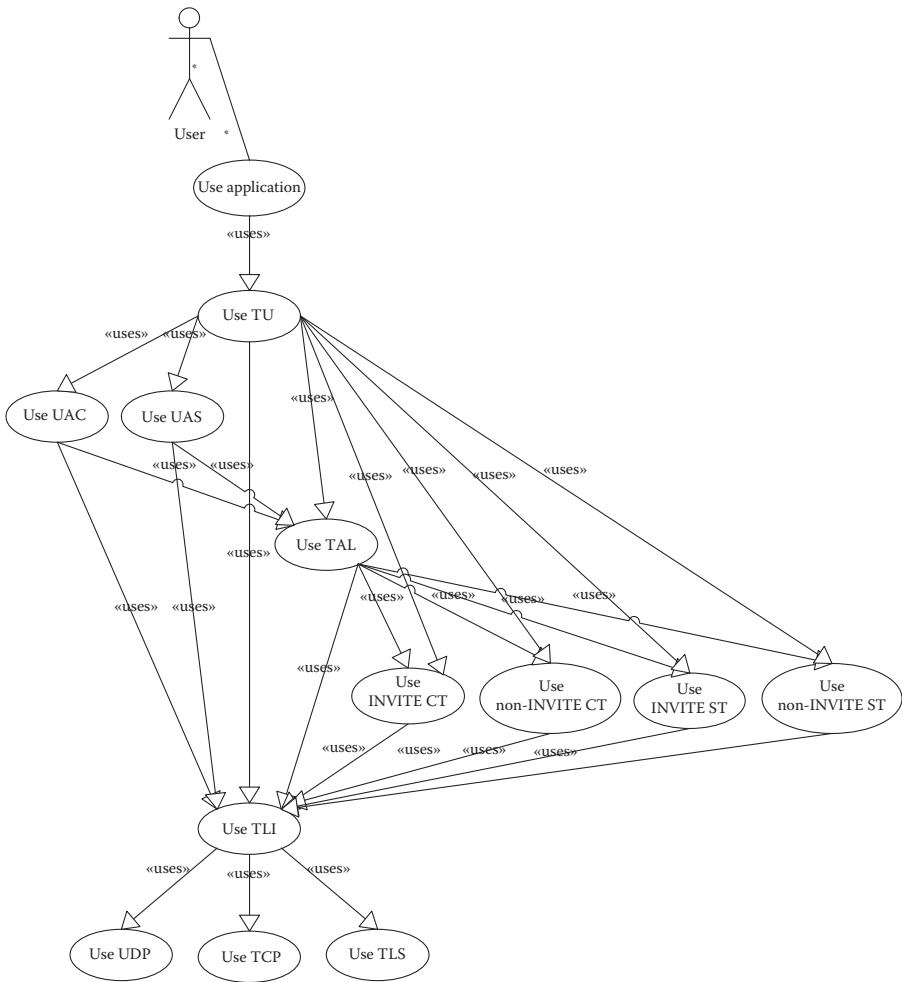 User
Use application
«uses»
Use TU
«uses» «uses»
«uses»
Use UAC
Use UAS
«uses» «uses»
«uses» «uses» «uses» «uses»
Use TAL
«uses»
«uses» «uses»
«uses» «uses» «uses» «uses»
«uses»
Use
INVITE CT
Use
non-INVITE CT
Use
INVITE ST
Use
non-INVITE ST
«uses» «uses» «uses» «uses»
Use TLI
«uses» «uses» «uses»
Use UDP
Use TCP
Use TLS